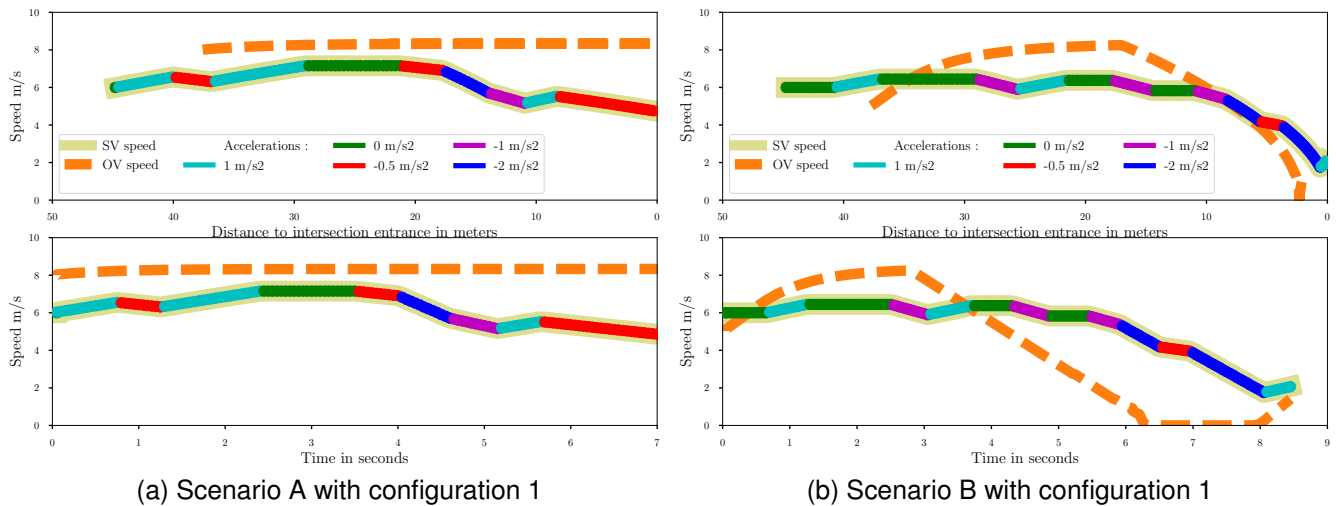 10
8
6
4
2
0
Speed m/s
SV speed
OV speed
Accelerations :
1 m/s2
0 m/s2
-0.5 m/s2
-1 m/s2
-2 m/s2
50 40 30 20 10 0
Distance to intersection entrance in meters
10
8
6
4
2
0
Speed m/s
0 1 2 3 4 5 6 7
Time in seconds
(a) Scenario A with configuration 1
10
8
6
4
2
0
Speed m/s
SV speed
OV speed
Accelerations :
1 m/s2
0 m/s2
-0.5 m/s2
-1 m/s2
-2 m/s2
50 40 30 20 10 0
Distance to intersection entrance in meters
10
8
6
4
2
0
Speed m/s
0 1 2 3 4 5 6 7 8 9
Time in seconds
(b) Scenario B with configuration 1